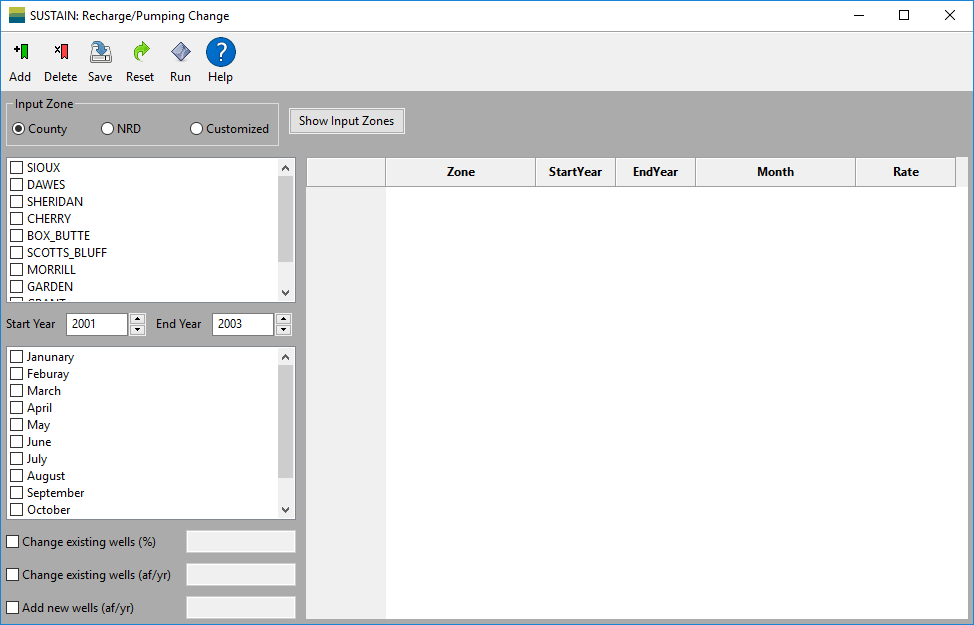 SUSTAIN: Recharge/Pumping Change
Add Delete Save Reset Run Help
Input Zone
County NRD Customized
Show Input Zones
SIOUX
DAWES
SHERIDAN
CHERRY
BOX_BUTTE
SCOTTS_BLUFF
MORRILL
GARDEN
Zone StartYear EndYear Month Rate
Start Year 2001 End Year 2003
Janunary
Feburay
March
April
May
June
July
August
September
October
Change existing wells (%)
Change existing wells (af/yr)
Add new wells (af/yr)